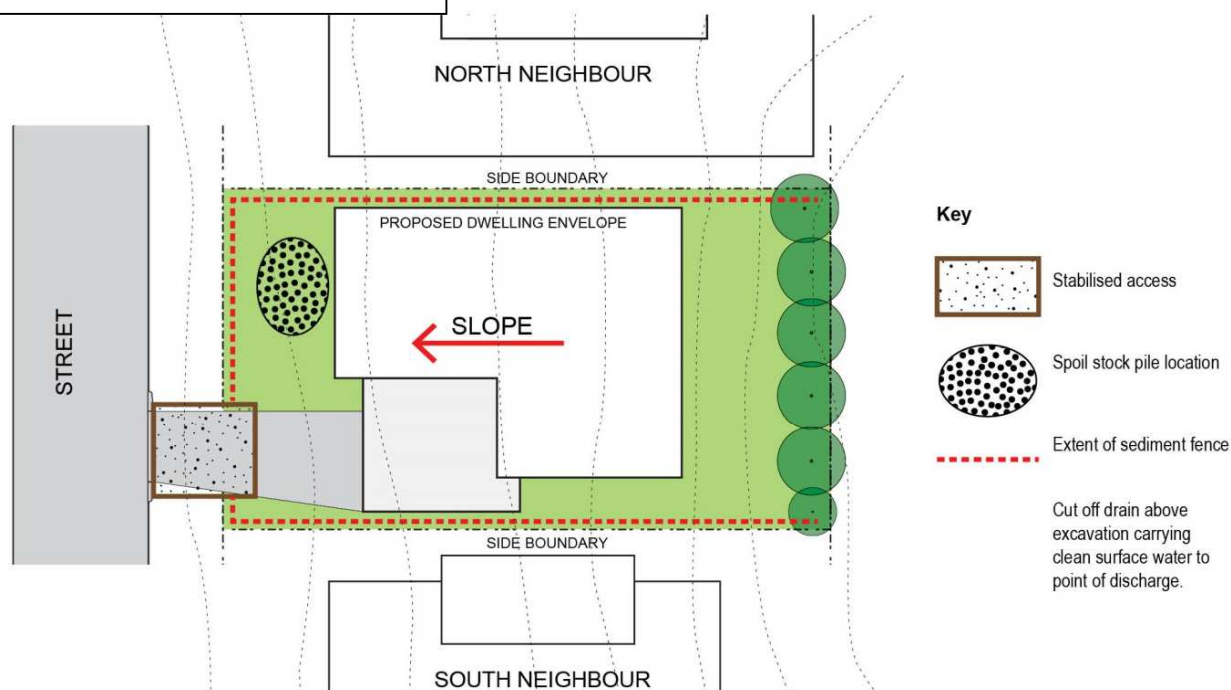 NORTH NEIGHBOUR
SIDE BOUNDARY
PROPOSED DWELLING ENVELOPE
SLOPE
STREET
SIDE BOUNDARY
SOUTH NEIGHBOUR
Key
Stabilised access
Spoil stock pile location
Extent of sediment fence
Cut off drain above
excavation carrying
clean surface water to
point of discharge.